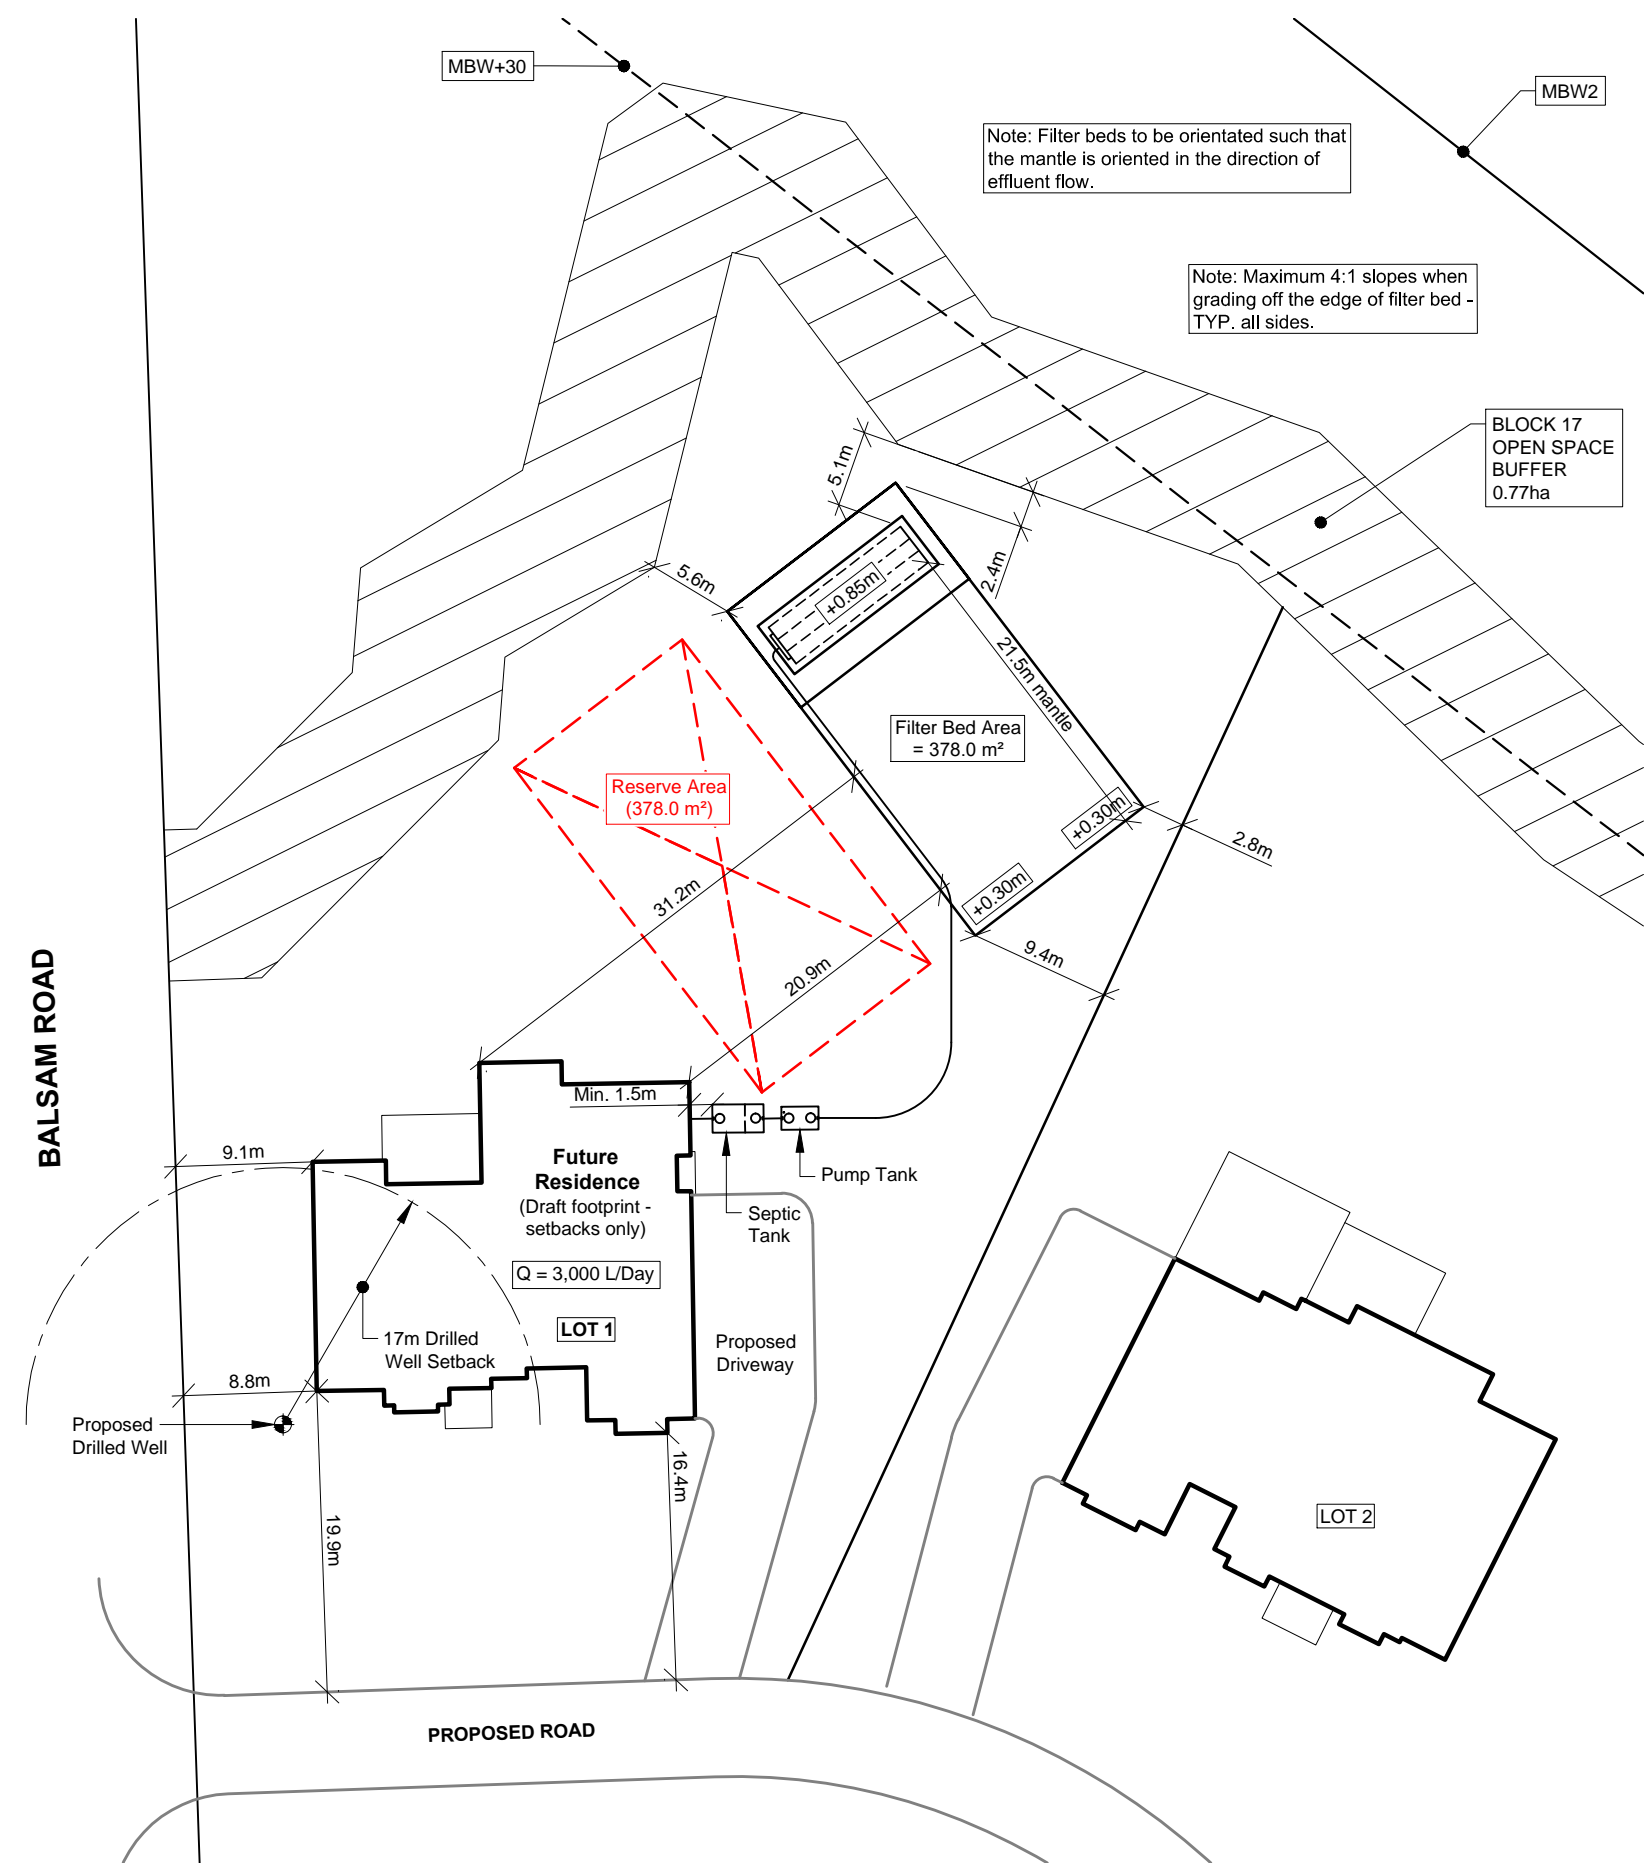 MBW+30
MBW2
Note: Filter beds to be orientated such that
the mantle is oriented in the direction of
effluent flow.
Note: Maximum 4:1 slopes when
grading off the edge of filter bed -
TYP. all sides.
BLOCK 17
OPEN SPACE
BUFFER
0.77ha
5.1m
2.4m
5.6m
+0.85m
21.5m mantle
Filter Bed Area
= 378.0 m²
Reserve Area
(378.0 m²)
+0.30m
+0.30m
2.8m
9.4m
31.2m
20.9m
BALSAM ROAD
Min. 1.5m
9.1m
Future
Residence
(Draft footprint -
setbacks only)
Q = 3,000 L/Day
LOT 1
Pump Tank
Septic
Tank
17m Drilled
Well Setback
Proposed
Driveway
8.8m
Proposed
Drilled Well
16.4m
19.9m
LOT 2
PROPOSED ROAD